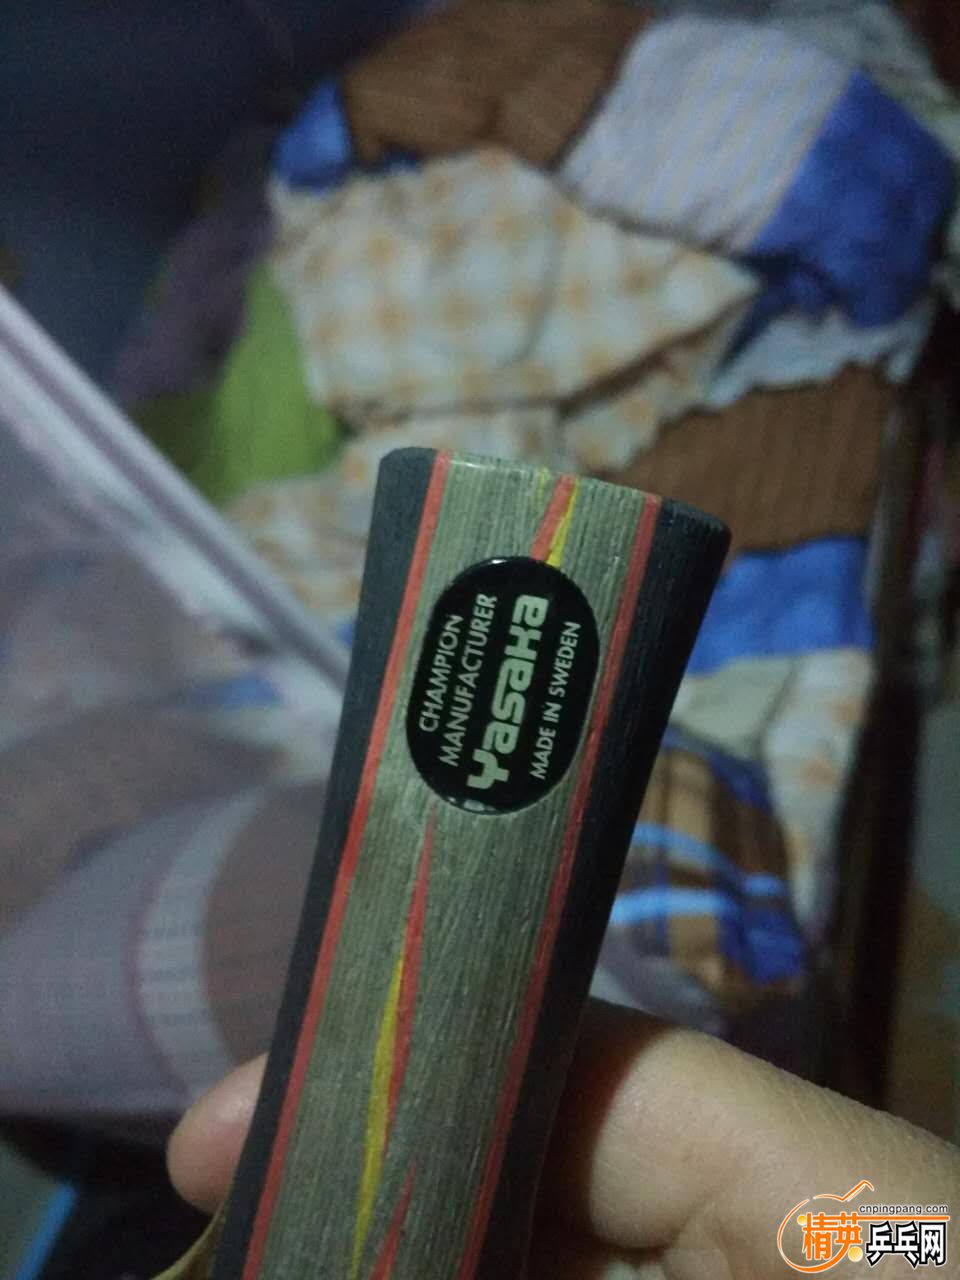 CHAMPION
MANUFACTURER
Yasaka
MADE IN SWEDEN
cnpingpang.com
精英乒乓网